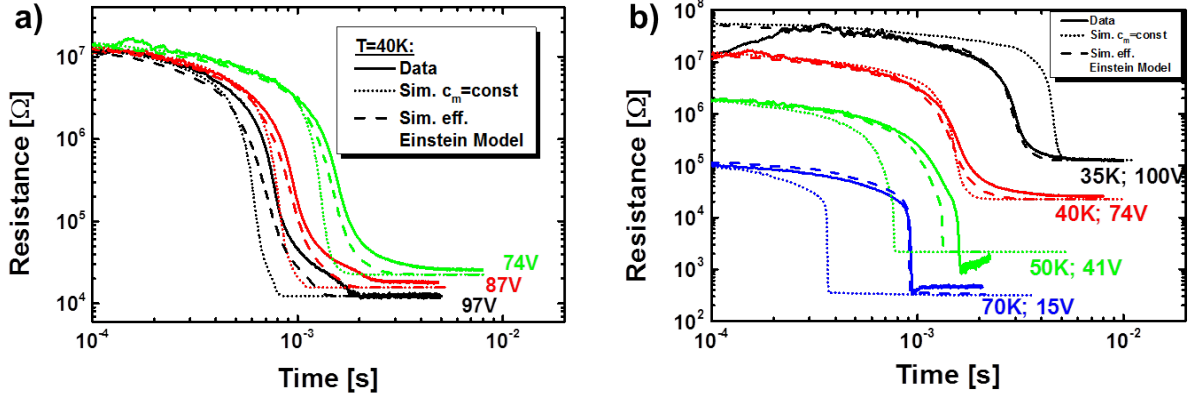 a)
Resistance [Ω]
10^7
10^6
10^5
10^4
T=40K:
Data
Sim. c_m=const
Sim. eff.
Einstein Model
74V
87V
97V
10^-4
10^-3
10^-2
Time [s]
b)
Resistance [Ω]
10^8
10^7
10^6
10^5
10^4
10^3
10^2
Data
Sim. c_m=const
Sim. eff.
Einstein Model
35K; 100V
40K; 74V
50K; 41V
70K; 15V
10^-4
10^-3
10^-2
Time [s]